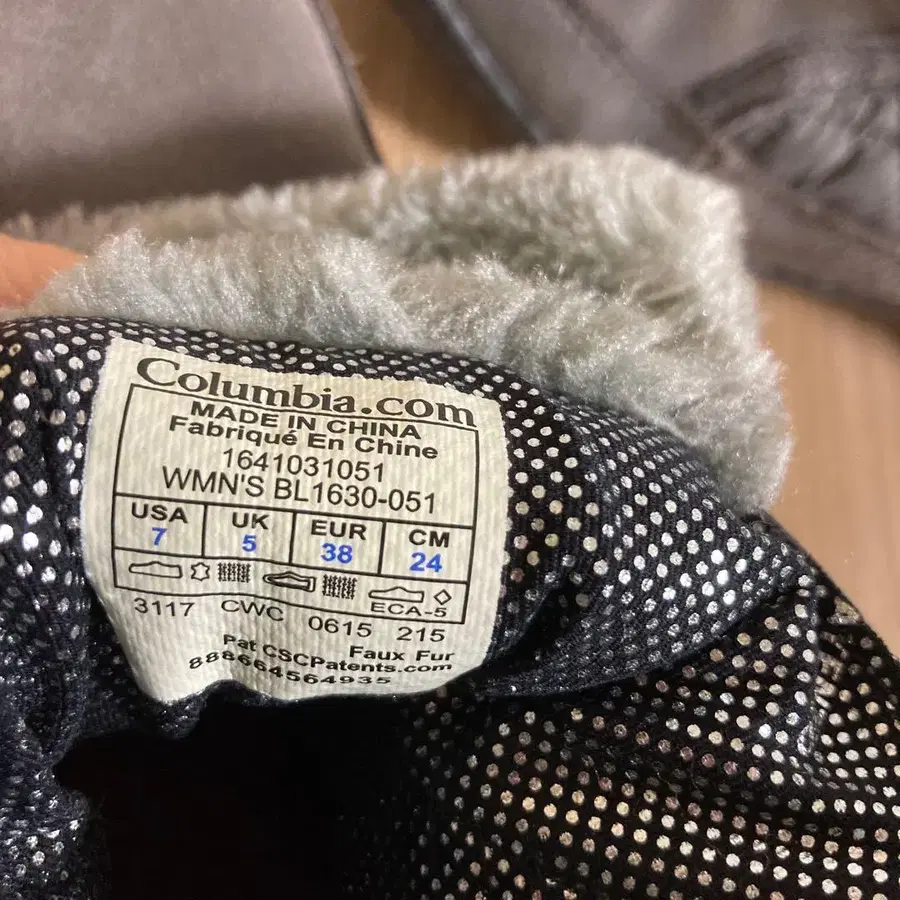 Columbia.com
MADE IN CHINA
Fabriqué En Chine
1641031051
WMN'S BL1630-051
USA UK EUR CM
7 5 38 24
ECA-5
3117 CWC 0615 215
Faux Fur
Pat CSCPatents.com
888664564935